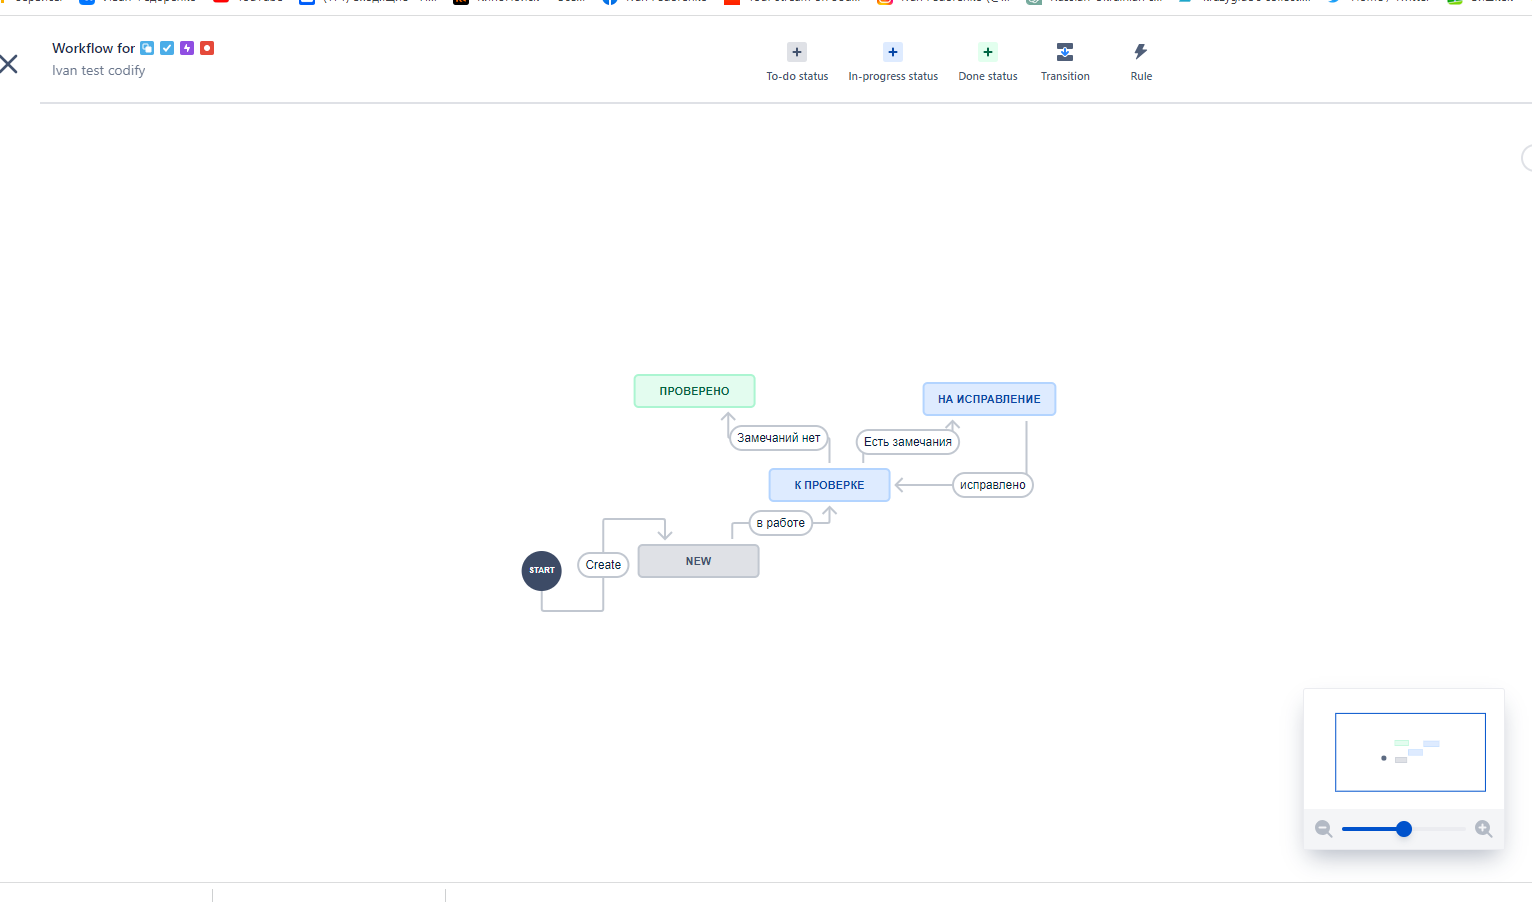 Workflow for
Ivan test codify
To-do status
In-progress status
Done status
Transition
Rule
ПРОВЕРЕНО
НА ИСПРАВЛЕНИЕ
Замечаний нет
Есть замечания
К ПРОВЕРКЕ
исправлено
в работе
NEW
START
Create